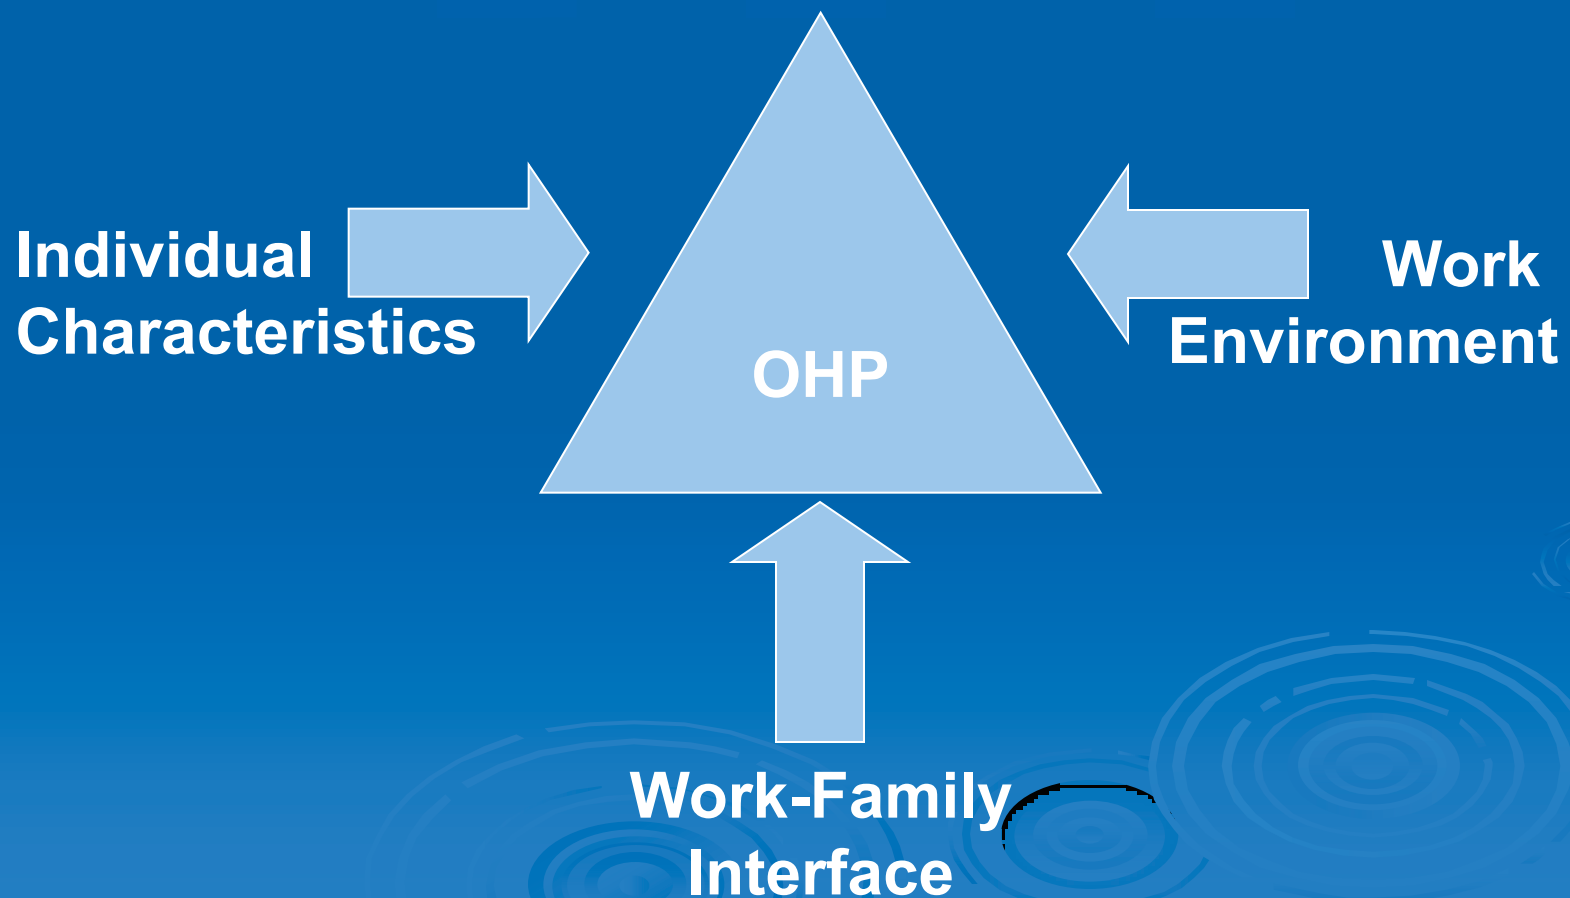 Individual
Characteristics
Work
Environment
OHP
Work-Family
Interface